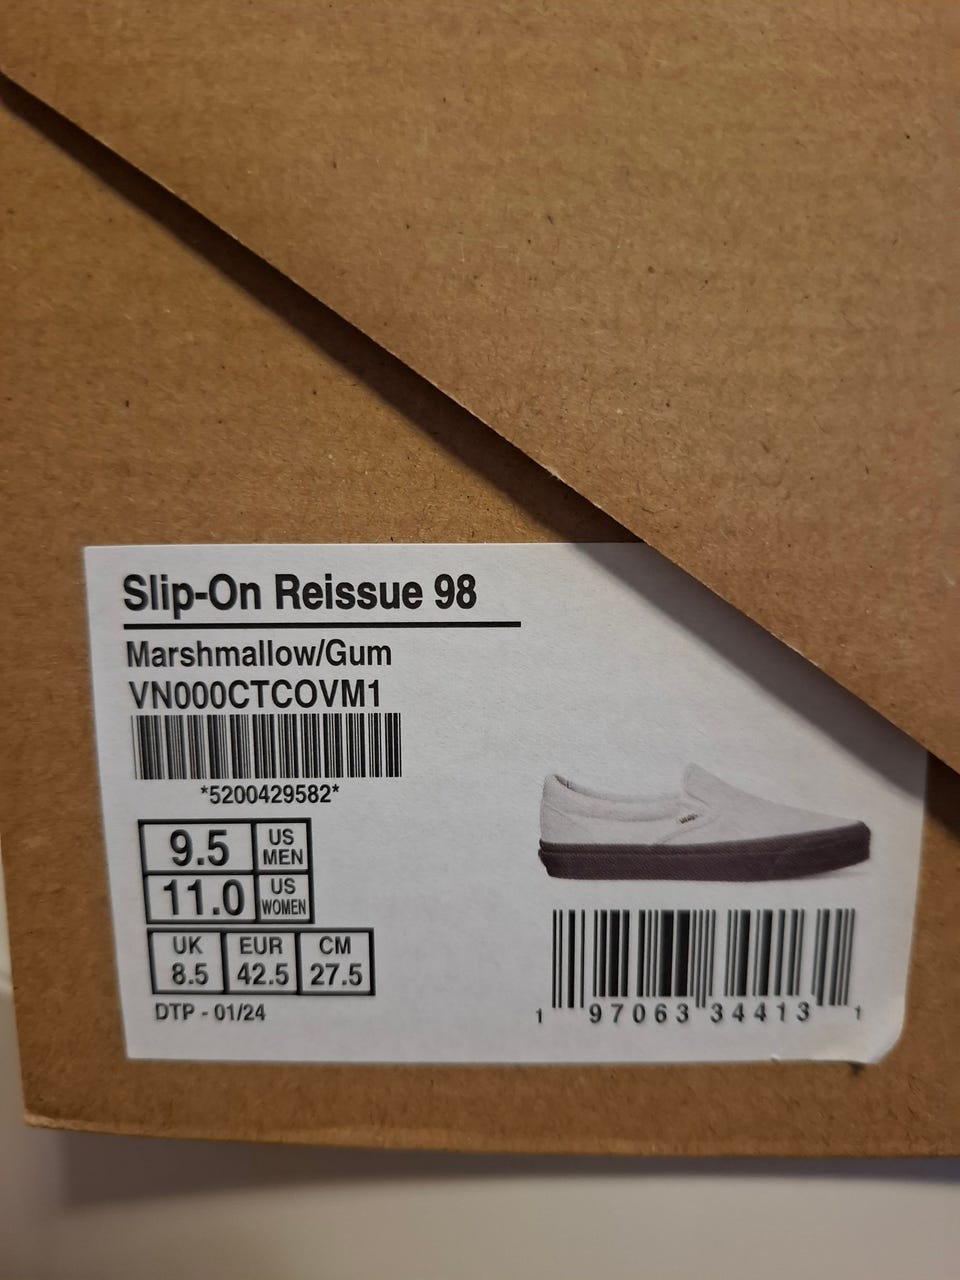 Slip-On Reissue 98
Marshmallow/Gum
VN000CTCOVM1
*5200429582*
9.5 US MEN
11.0 US WOMEN
UK EUR CM
8.5 42.5 27.5
DTP - 01/24
1 97063 34413 1